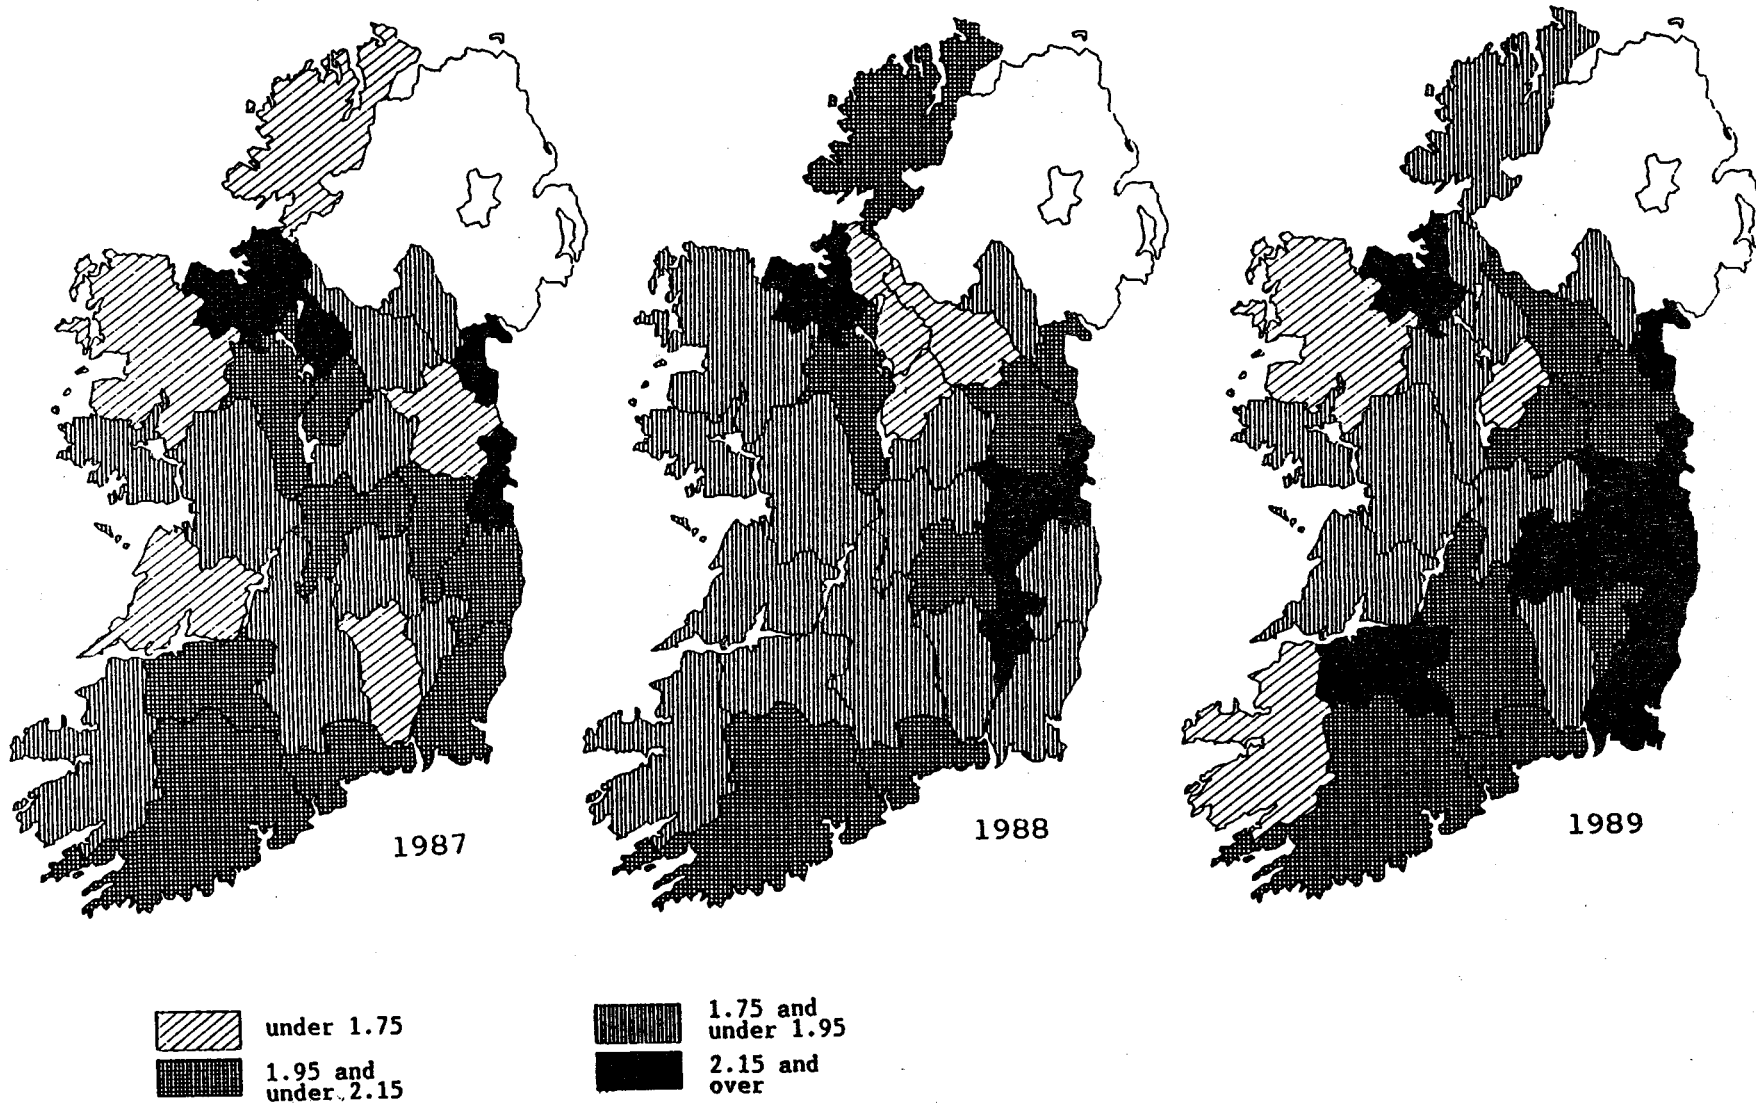 1987
1988
1989
under 1.75
1.95 and
under 2.15
1.75 and
under 1.95
2.15 and
over